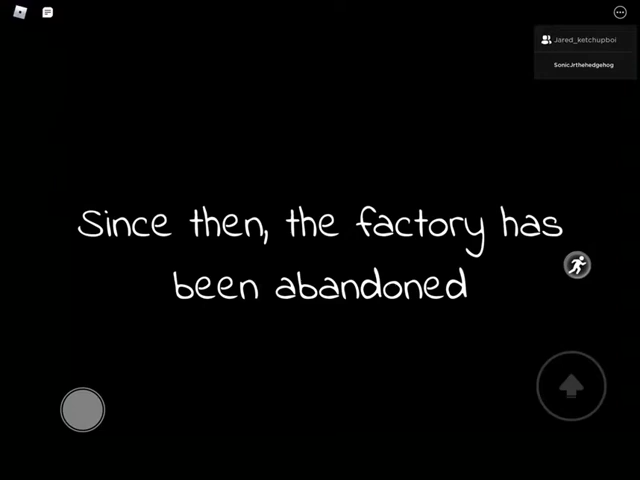 Jared_ketchupboi
SonicJrthehedgehog
Since then, the factory has
been abandoned